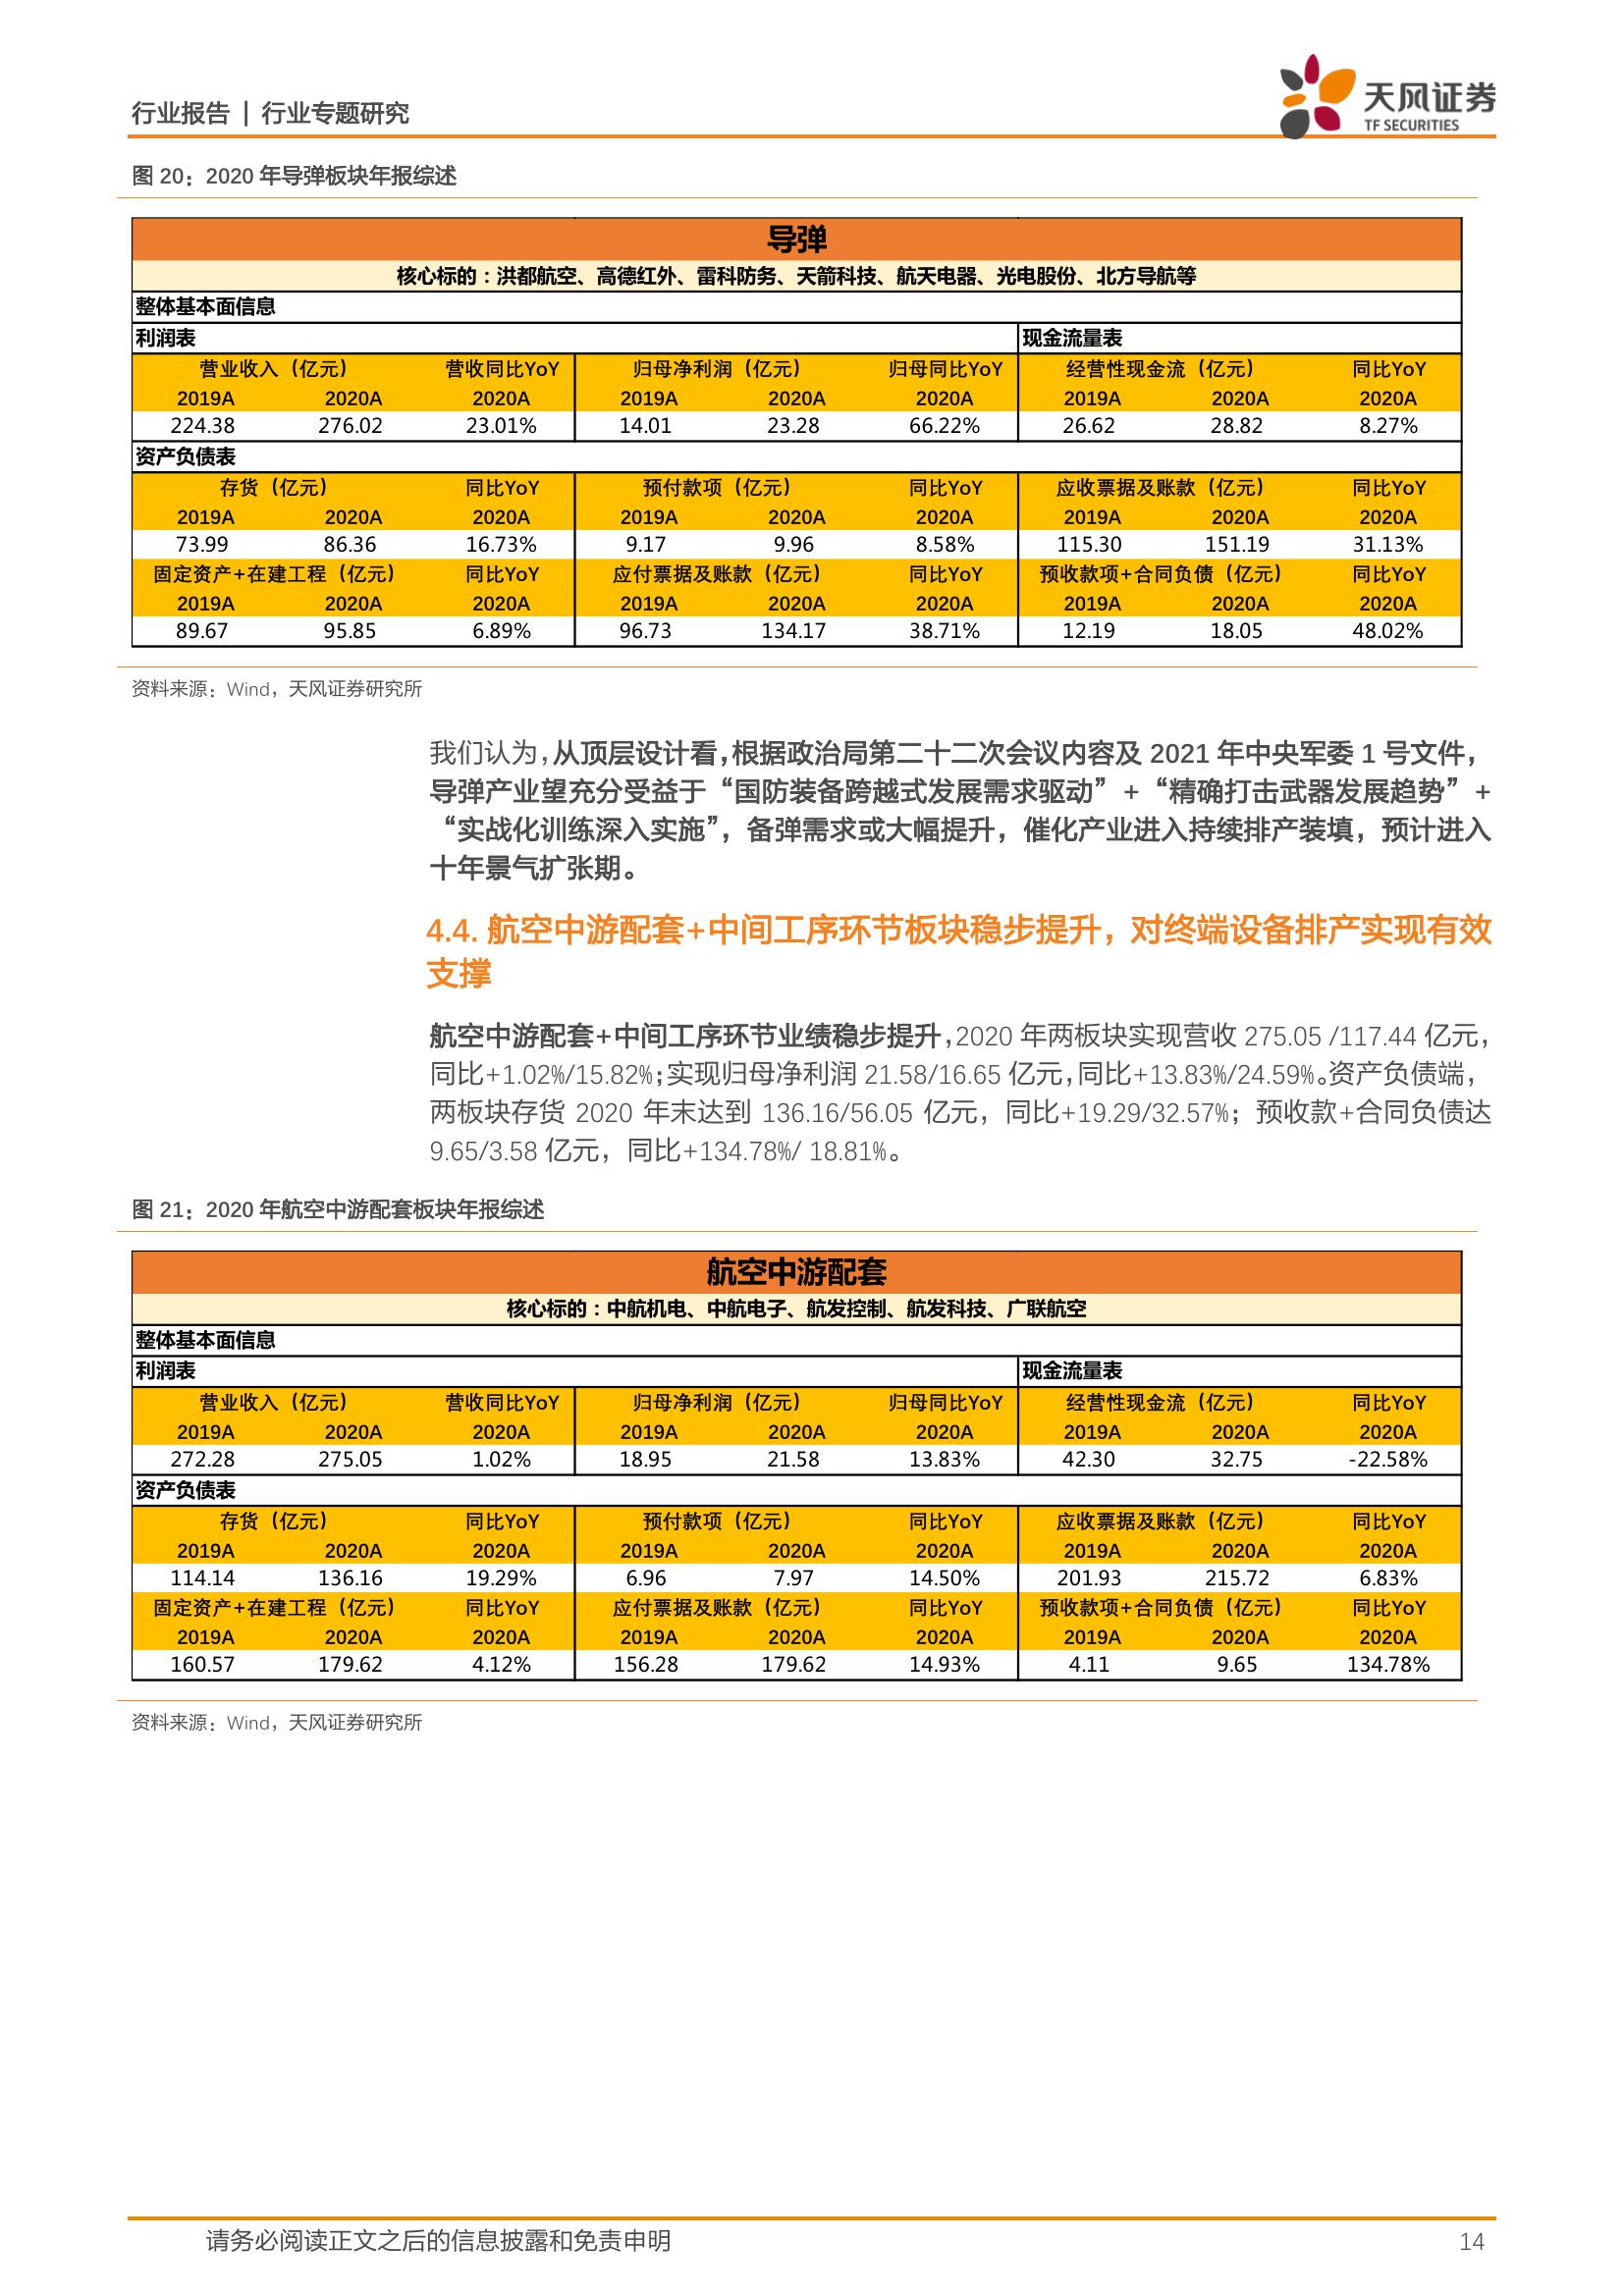 行业报告 | 行业专题研究
天风证券
TF SECURITIES
图 20：2020 年导弹板块年报综述
导弹
核心标的：洪都航空、高德红外、雷科防务、天箭科技、航天电器、光电股份、北方导航等
整体基本面信息
利润表 现金流量表
营业收入（亿元） 营收同比YoY 归母净利润（亿元） 归母同比YoY 经营性现金流（亿元） 同比YoY
2019A 2020A 2020A 2019A 2020A 2020A 2019A 2020A 2020A
224.38 276.02 23.01% 14.01 23.28 66.22% 26.62 28.82 8.27%
资产负债表
存货（亿元） 同比YoY 预付款项（亿元） 同比YoY 应收票据及账款（亿元） 同比YoY
2019A 2020A 2020A 2019A 2020A 2020A 2019A 2020A 2020A
73.99 86.36 16.73% 9.17 9.96 8.58% 115.30 151.19 31.13%
固定资产+在建工程（亿元） 同比YoY 应付票据及账款（亿元） 同比YoY 预收款项+合同负债（亿元） 同比YoY
2019A 2020A 2020A 2019A 2020A 2020A 2019A 2020A 2020A
89.67 95.85 6.89% 96.73 134.17 38.71% 12.19 18.05 48.02%
资料来源：Wind，天风证券研究所
我们认为，从顶层设计看，根据政治局第二十二次会议内容及 2021 年中央军委 1 号文件，
导弹产业望充分受益于“国防装备跨越式发展需求驱动”+“精确打击武器发展趋势”+
“实战化训练深入实施”，备弹需求或大幅提升，催化产业进入持续排产装填，预计进入
十年景气扩张期。
4.4. 航空中游配套+中间工序环节板块稳步提升，对终端设备排产实现有效
支撑
航空中游配套+中间工序环节业绩稳步提升，2020 年两板块实现营收 275.05 /117.44 亿元，
同比+1.02%/15.82%；实现归母净利润 21.58/16.65 亿元，同比+13.83%/24.59%。资产负债端，
两板块存货 2020 年末达到 136.16/56.05 亿元，同比+19.29/32.57%；预收款+合同负债达
9.65/3.58 亿元，同比+134.78%/ 18.81%。
图 21：2020 年航空中游配套板块年报综述
航空中游配套
核心标的：中航机电、中航电子、航发控制、航发科技、广联航空
整体基本面信息
利润表 现金流量表
营业收入（亿元） 营收同比YoY 归母净利润（亿元） 归母同比YoY 经营性现金流（亿元） 同比YoY
2019A 2020A 2020A 2019A 2020A 2020A 2019A 2020A 2020A
272.28 275.05 1.02% 18.95 21.58 13.83% 42.30 32.75 -22.58%
资产负债表
存货（亿元） 同比YoY 预付款项（亿元） 同比YoY 应收票据及账款（亿元） 同比YoY
2019A 2020A 2020A 2019A 2020A 2020A 2019A 2020A 2020A
114.14 136.16 19.29% 6.96 7.97 14.50% 201.93 215.72 6.83%
固定资产+在建工程（亿元） 同比YoY 应付票据及账款（亿元） 同比YoY 预收款项+合同负债（亿元） 同比YoY
2019A 2020A 2020A 2019A 2020A 2020A 2019A 2020A 2020A
160.57 179.62 4.12% 156.28 179.62 14.93% 4.11 9.65 134.78%
资料来源：Wind，天风证券研究所
请务必阅读正文之后的信息披露和免责申明 14